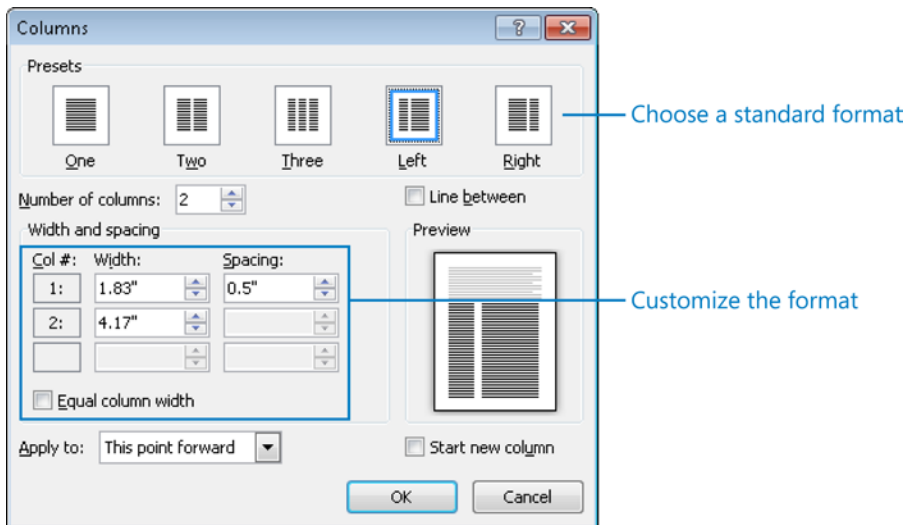 Columns
Presets
Choose a standard format
One Two Three Left Right
Number of columns: 2
Line between
Width and spacing
Preview
Col #: Width: Spacing:
1: 1.83" 0.5"
2: 4.17"
Customize the format
Equal column width
Apply to: This point forward
Start new column
OK Cancel